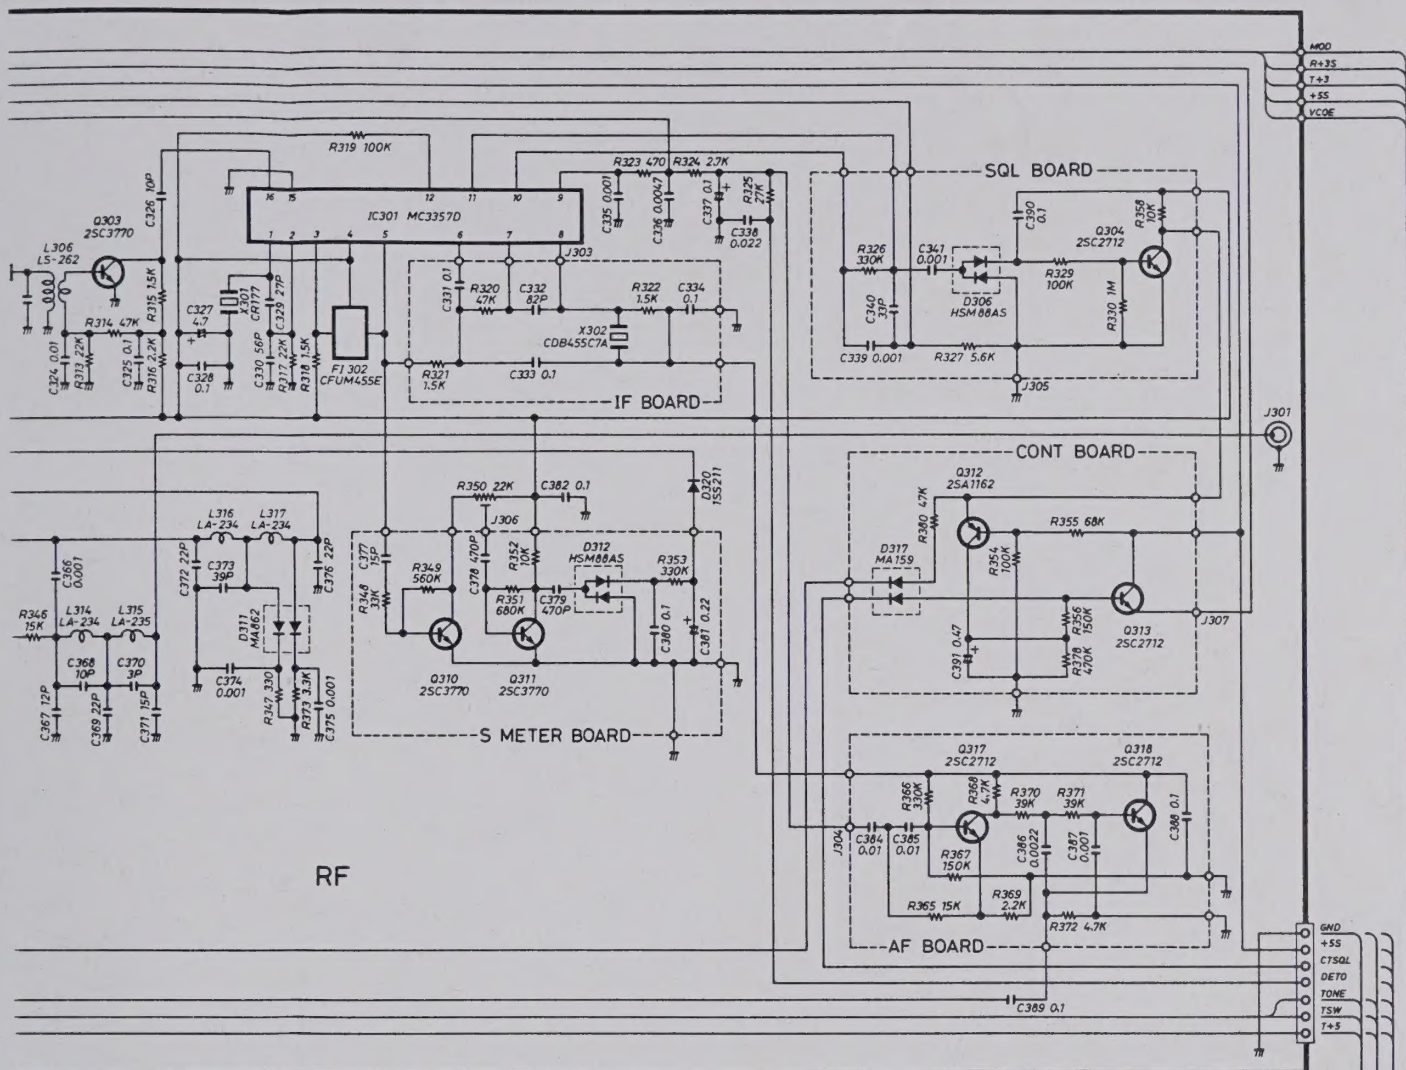 MOD
R+3S
T+3
+5S
VCOE
R319 100K
C326 10P
16
15
12
11
10
9
IC301 MC3357D
1
2
3
4
5
6
7
8
R323 470
R324 2.7K
C335 0.001
C336 0.0047
C337 0.1
+
R325
27K
C338
0.022
SQL BOARD
C390
0.1
R358
10K
Q304
2SC2712
R326
330K
C341
0.001
D306
HSM88AS
R329
100K
R330 1M
C340
33P
C339 0.001
R327 5.6K
J305
Q303
2SC3770
L306
LS-262
R315 1.5K
R314 47K
C324 0.01
R313 22K
C325 0.1
R316 2.2K
C327
4.7
+
C328
0.1
X301
CR177
C329 27P
C330 56P
R317 22K
R318 1.5K
FI 302
CFUM455E
J303
C331 0.1
R320
47K
C332
82P
R322
1.5K
C334
0.1
X302
CDB455C7A
R321
1.5K
C333 0.1
IF BOARD
J301
CONT BOARD
Q312
2SA1162
R380 47K
R355 68K
R354
100K
D317
MA159
R356
150K
Q313
2SC2712
J307
C391 0.47
+
R378
470K
D320
1SS211
R350 22K
C382 0.1
J306
C377
15P
R348
33K
R349
560K
C378 470P
R352
10K
R351
680K
D312
HSM88AS
C379
470P
R353
330K
C380 0.1
+
C381 0.22
Q310
2SC3770
Q311
2SC3770
S METER BOARD
L316
LA-234
L317
LA-234
C366
0.001
C372 22P
C373
39P
C376 22P
R346
15K
L314
LA-234
L315
LA-235
D311
MA862
C368
10P
C370
3P
C374
0.001
C367 12P
C369 22P
C371 15P
R347 330
R373 3.3K
C375 0.001
Q317
2SC2712
Q318
2SC2712
R366
330K
R368
4.7K
R370
39K
R371
39K
J304
C384
0.01
C385
0.01
C386
0.0022
C387
0.001
C388 0.1
R367
150K
R365 15K
R369
2.2K
R372 4.7K
AF BOARD
RF
C389 0.1
GND
+5S
CTSQL
DETO
TONE
TSW
T+5